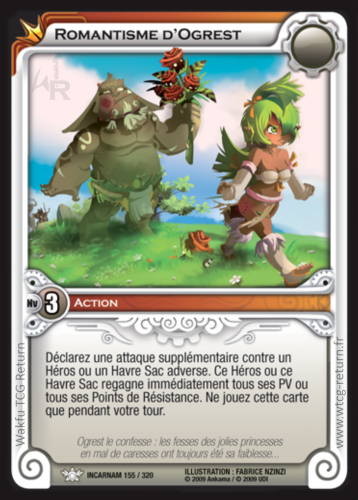 Romantisme d'Ogrest
R
Nv 3 Action
Déclarez une attaque supplémentaire contre un
Héros ou un Havre Sac adverse. Ce Héros ou ce
Havre Sac regagne immédiatement tous ses PV ou
tous ses Points de Résistance. Ne jouez cette carte
que pendant votre tour.
Ogrest le confesse : les fesses des jolies princesses
en mal de caresses ont toujours été sa faiblesse...
INCARNAM 155 / 320
ILLUSTRATION : FABRICE NZINZI
© 2009 Ankama / © 2009 UDI
Wakfu TCG Return
www.wtcg-return.fr